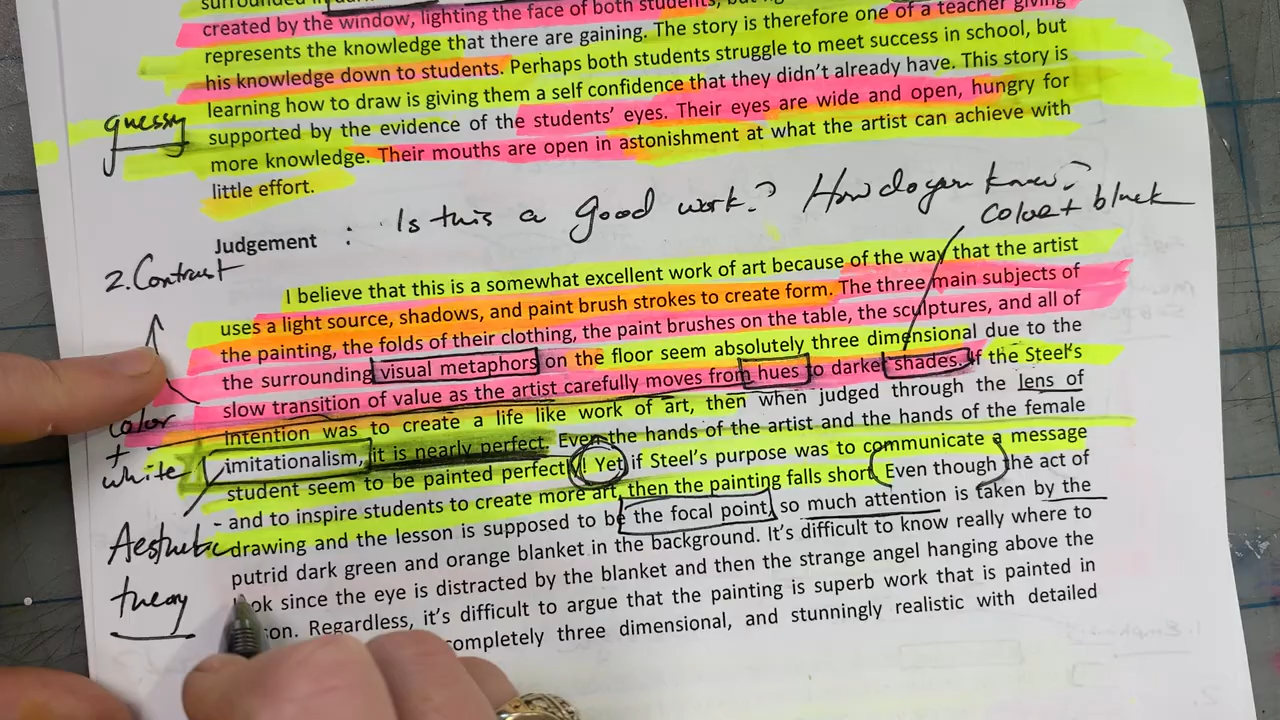 surrounded in
created by the window, lighting the face of both students, but
represents the knowledge that there are gaining. The story is therefore one of a teacher giving
his knowledge down to students. Perhaps both students struggle to meet success in school, but
learning how to draw is giving them a self confidence that they didn't already have. This story is
supported by the evidence of the students' eyes. Their eyes are wide and open, hungry for
guessy
more knowledge. Their mouths are open in astonishment at what the artist can achieve with
little effort.
Is this a good work? How do you know?
color + black
Judgement :
2. Contrast
I believe that this is a somewhat excellent work of art because of the way that the artist
uses a light source, shadows, and paint brush strokes to create form. The three main subjects of
the painting, the folds of their clothing, the paint brushes on the table, the sculptures, and all of
the surrounding visual metaphors on the floor seem absolutely three dimensional due to the
slow transition of value as the artist carefully moves from hues to darker shades. If the Steel's
intention was to create a life like work of art, then when judged through the lens of
color + white
imitationalism, it is nearly perfect. Even the hands of the artist and the hands of the female
student seem to be painted perfectly! Yet if Steel's purpose was to communicate a message
- and to inspire students to create more art, then the painting falls short. Even though the act of
Aesthetic theory
drawing and the lesson is supposed to be the focal point, so much attention is taken by the
putrid dark green and orange blanket in the background. It's difficult to know really where to
look since the eye is distracted by the blanket and then the strange angel hanging above the
son. Regardless, it's difficult to argue that the painting is superb work that is painted in
completely three dimensional, and stunningly realistic with detailed